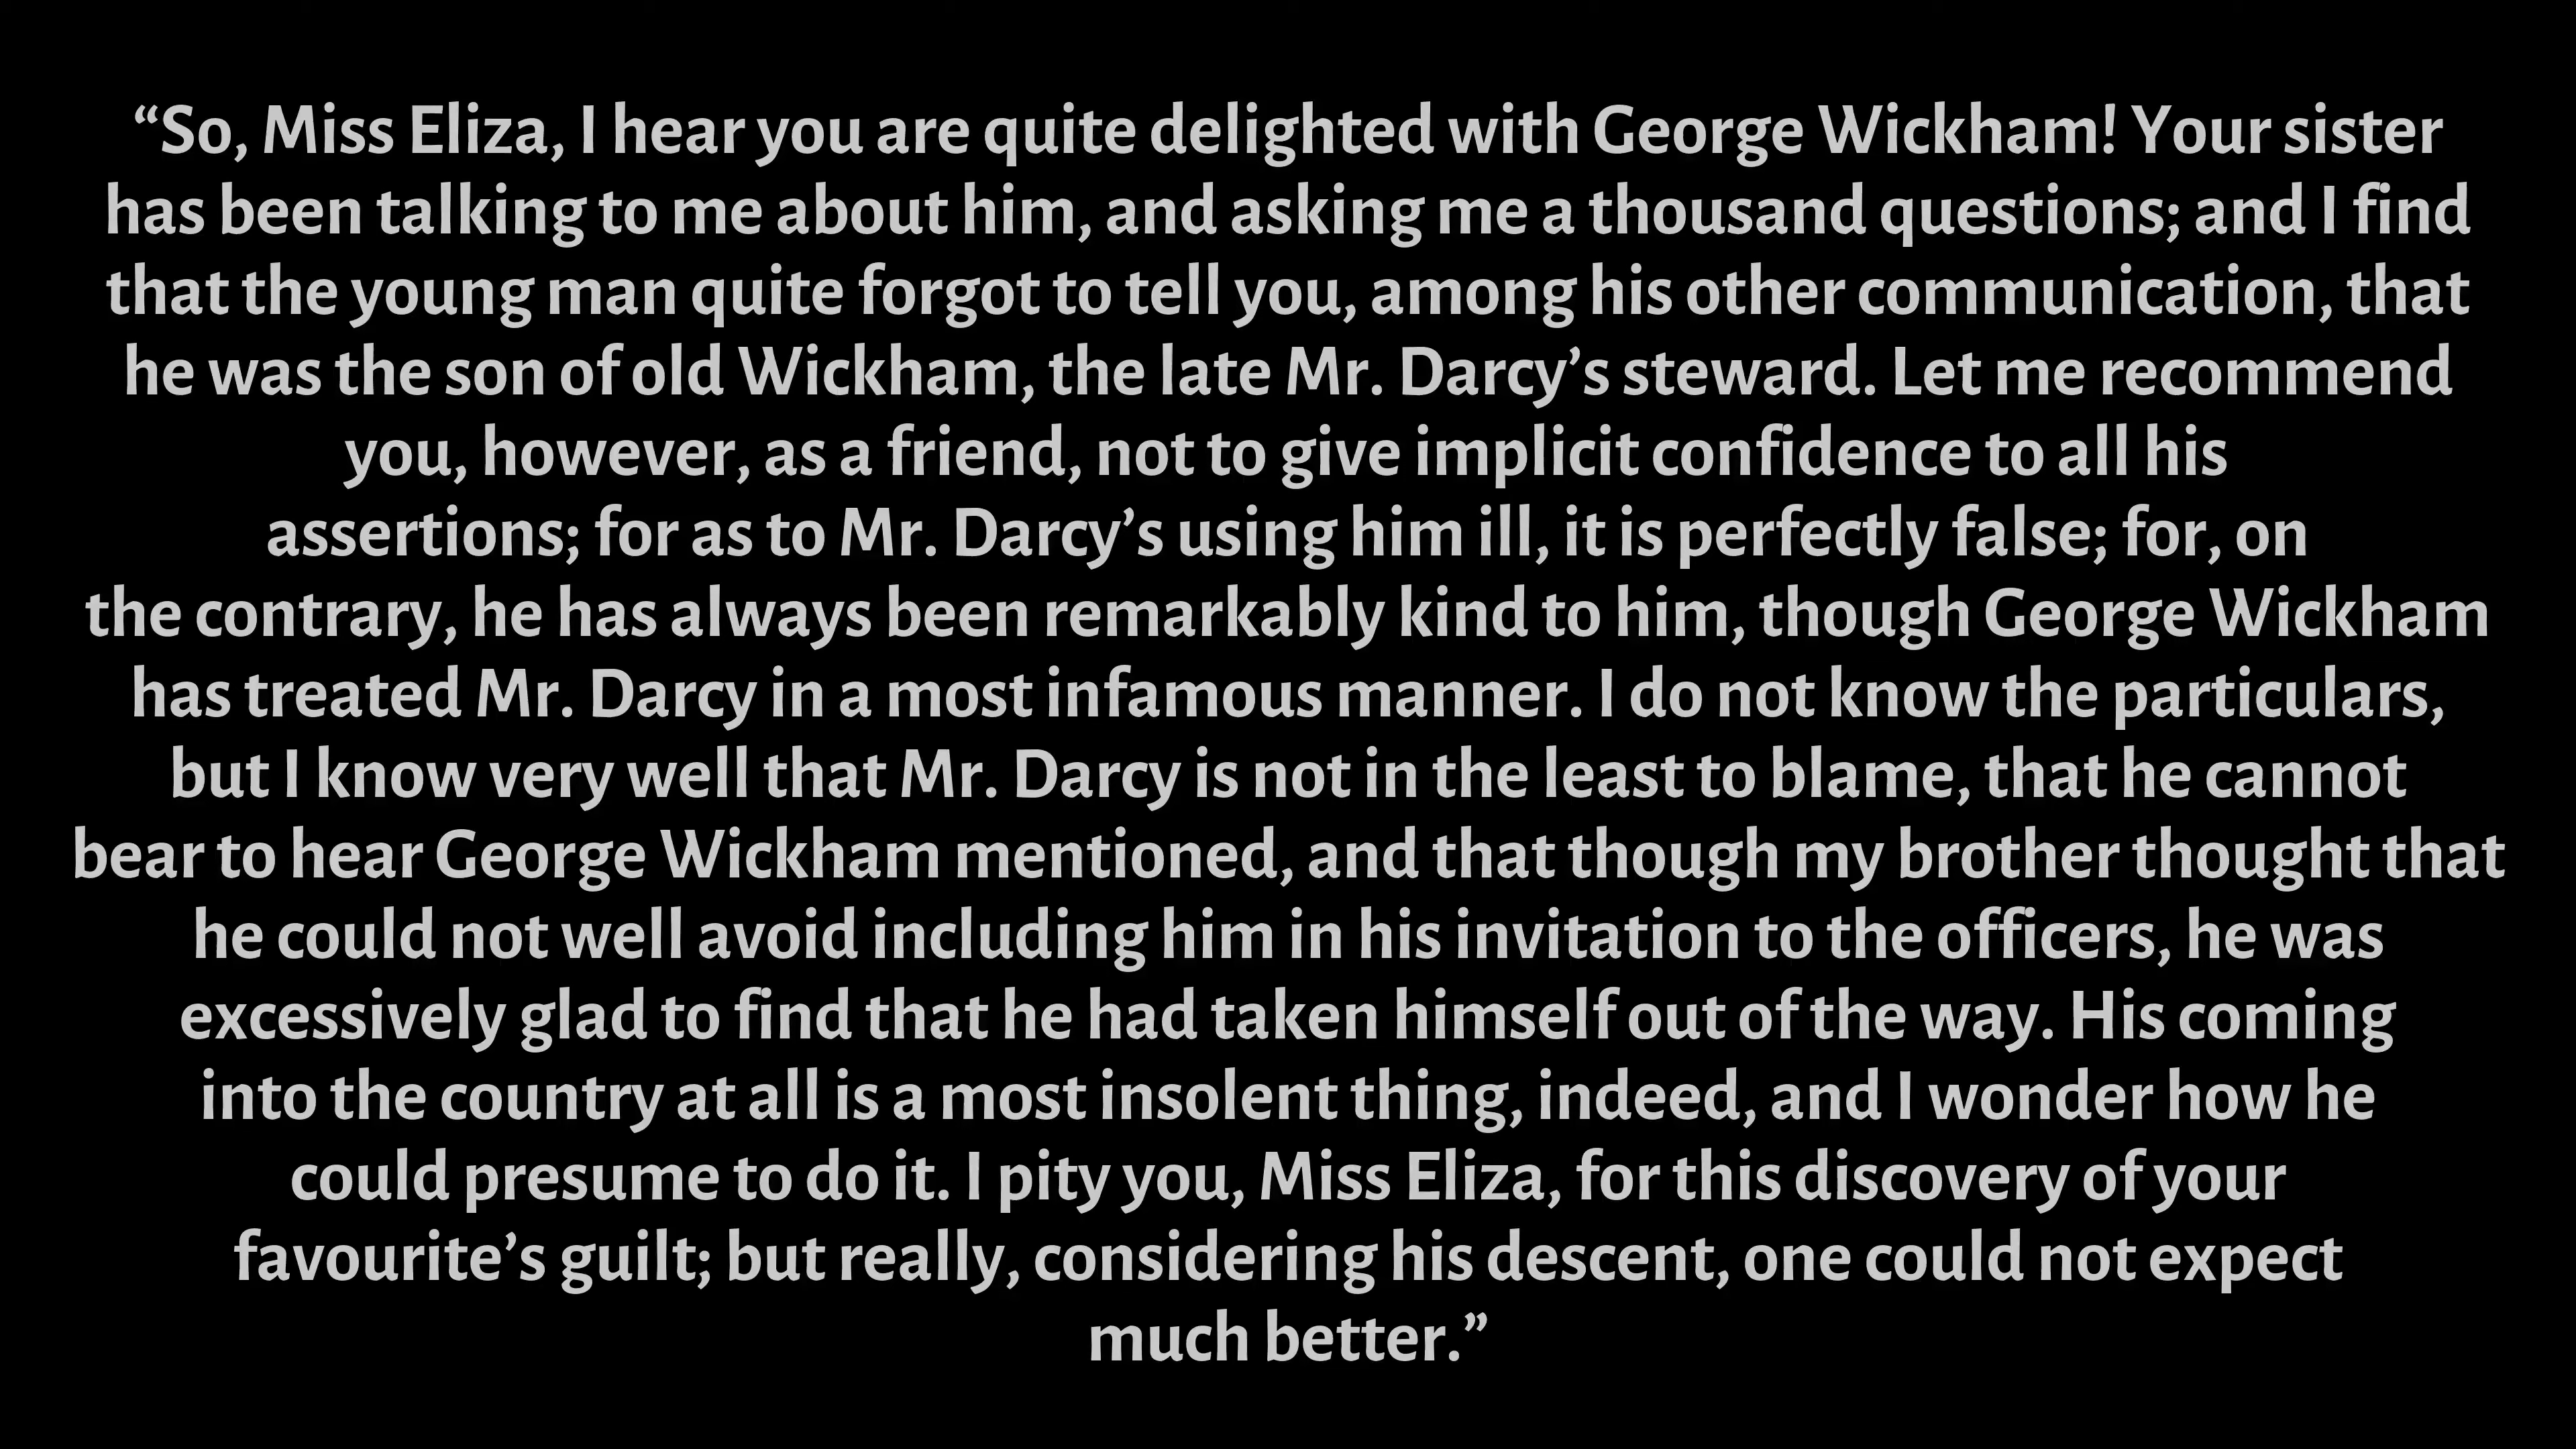 “So, Miss Eliza, I hear you are quite delighted with George Wickham! Your sister
has been talking to me about him, and asking me a thousand questions; and I find
that the young man quite forgot to tell you, among his other communication, that
he was the son of old Wickham, the late Mr. Darcy’s steward. Let me recommend
you, however, as a friend, not to give implicit confidence to all his
assertions; for as to Mr. Darcy’s using him ill, it is perfectly false; for, on
the contrary, he has always been remarkably kind to him, though George Wickham
has treated Mr. Darcy in a most infamous manner. I do not know the particulars,
but I know very well that Mr. Darcy is not in the least to blame, that he cannot
bear to hear George Wickham mentioned, and that though my brother thought that
he could not well avoid including him in his invitation to the officers, he was
excessively glad to find that he had taken himself out of the way. His coming
into the country at all is a most insolent thing, indeed, and I wonder how he
could presume to do it. I pity you, Miss Eliza, for this discovery of your
favourite’s guilt; but really, considering his descent, one could not expect
much better.”